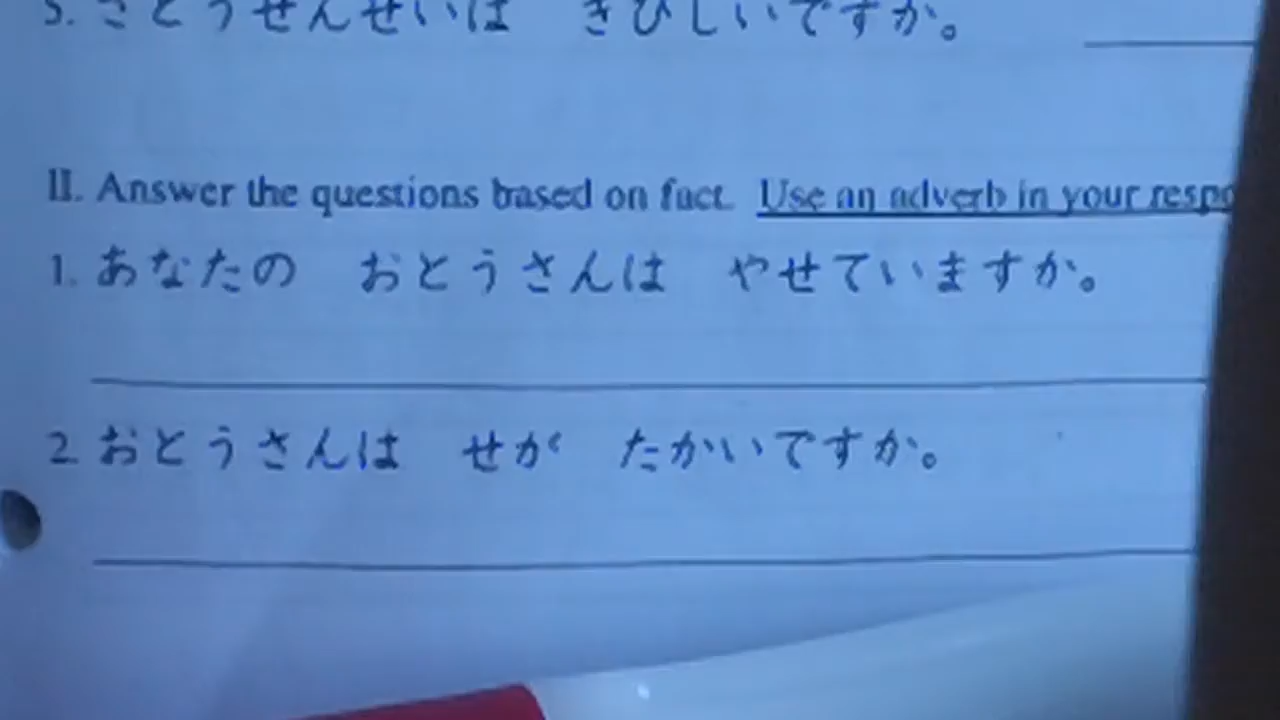 5. さとうせんせいは　きびしいですか。
II. Answer the questions based on fact. Use an adverb in your
1. あなたの　おとうさんは　やせていますか。
2. おとうさんは　せが　たかいですか。